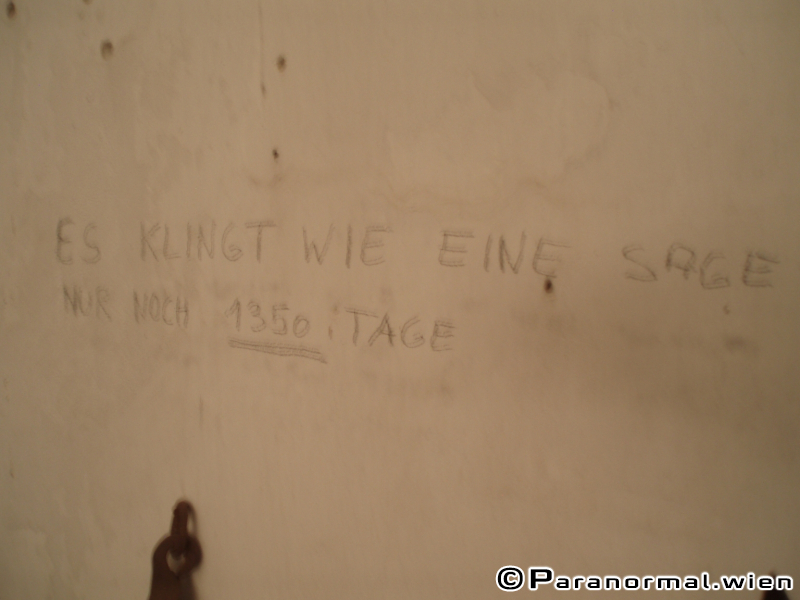 ES KLINGT WIE EINE SAGE
NUR NOCH 1350 TAGE
©Paranormal.wien